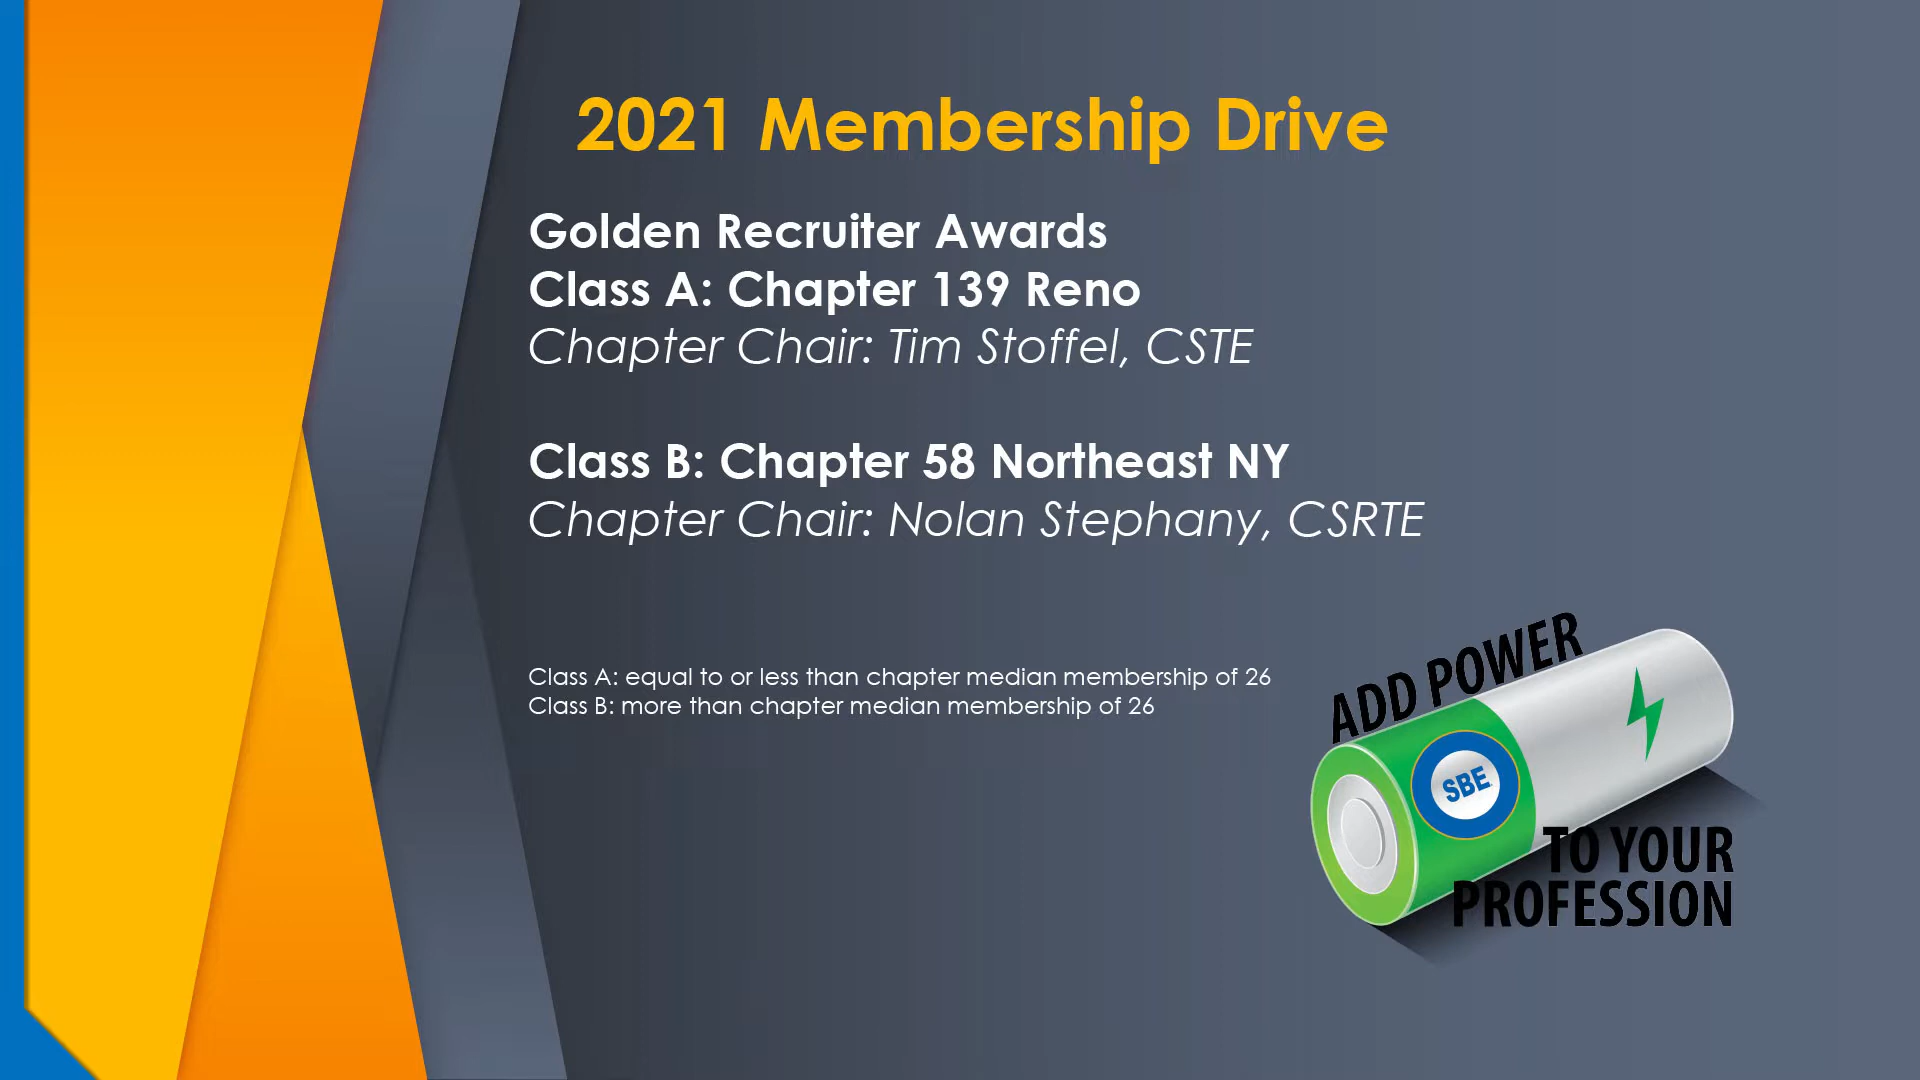 2021 Membership Drive
Golden Recruiter Awards
Class A: Chapter 139 Reno
Chapter Chair: Tim Stoffel, CSTE
Class B: Chapter 58 Northeast NY
Chapter Chair: Nolan Stephany, CSRTE
Class A: equal to or less than chapter median membership of 26
Class B: more than chapter median membership of 26
ADD POWER
SBE
TO YOUR
PROFESSION